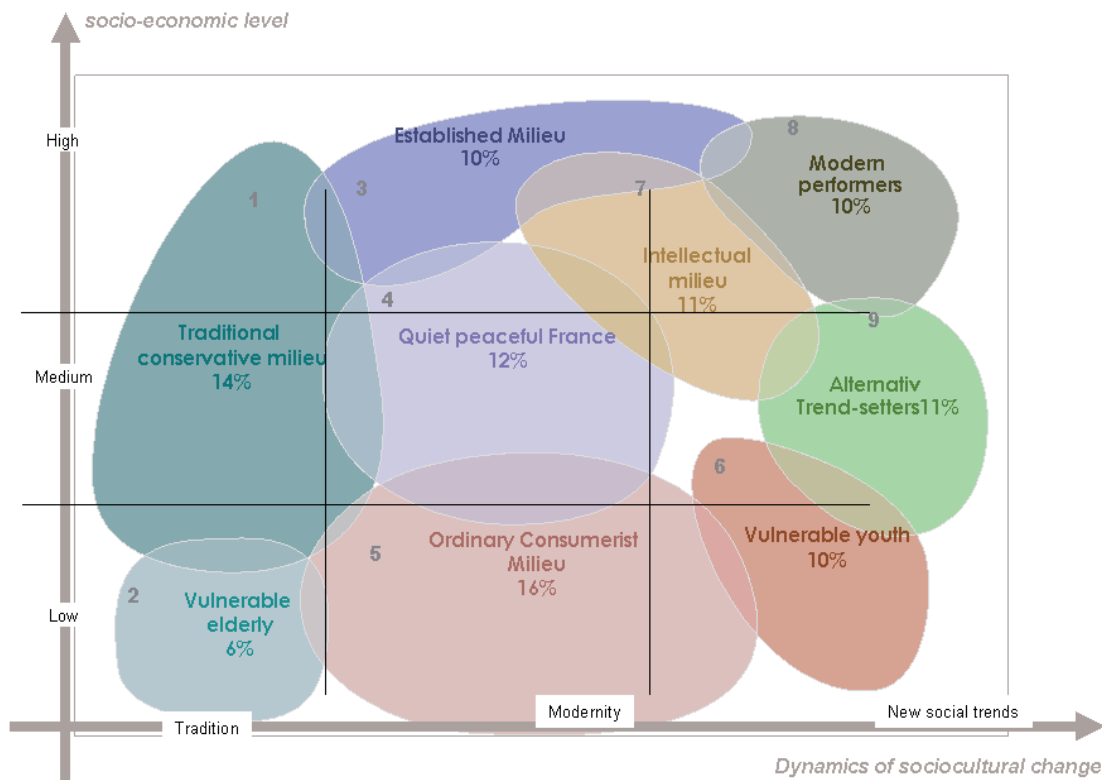 socio-economic level
High
Established Milieu
10%
8
Modern
performers
10%
1
3
7
Intellectual
milieu
11%
4
9
Traditional
conservative milieu
14%
Quiet peaceful France
12%
Medium
Alternativ
Trend-setters11%
6
Ordinary Consumerist
Milieu
16%
5
Vulnerable youth
10%
2
Vulnerable
elderly
6%
Low
Tradition
Modernity
New social trends
Dynamics of sociocultural change